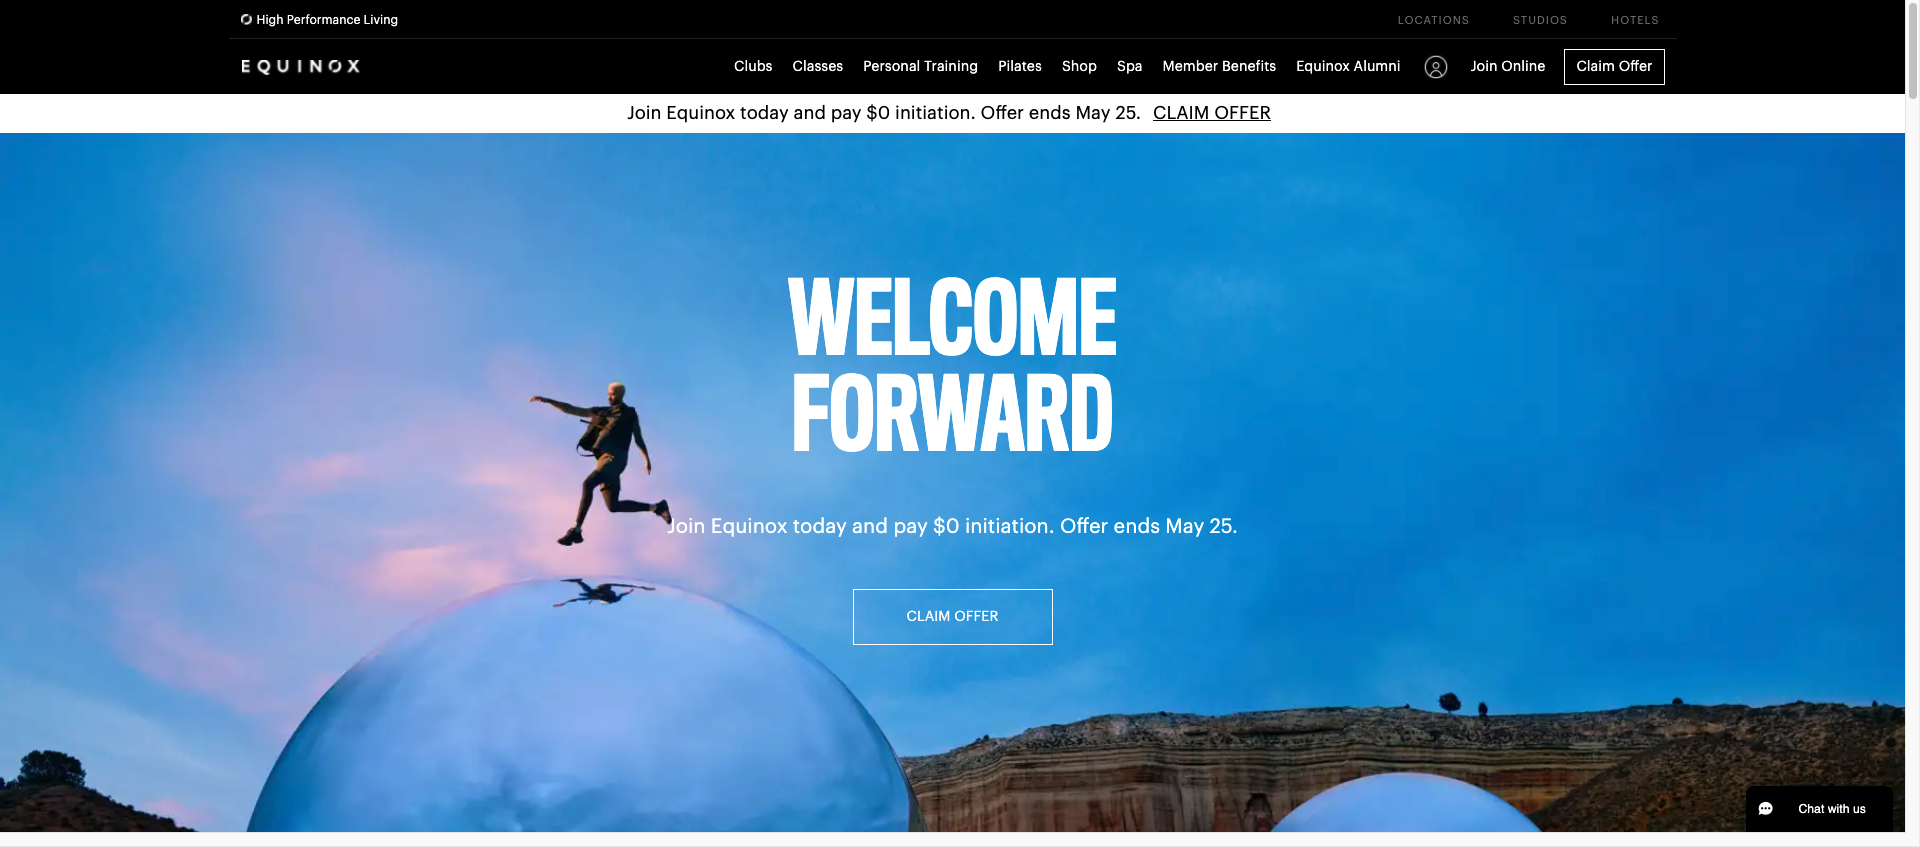 High Performance Living
LOCATIONS STUDIOS HOTELS
EQUINOX
Clubs Classes Personal Training Pilates Shop Spa Member Benefits Equinox Alumni Join Online Claim Offer
Join Equinox today and pay $0 initiation. Offer ends May 25. CLAIM OFFER
WELCOME
FORWARD
Join Equinox today and pay $0 initiation. Offer ends May 25.
CLAIM OFFER
Chat with us